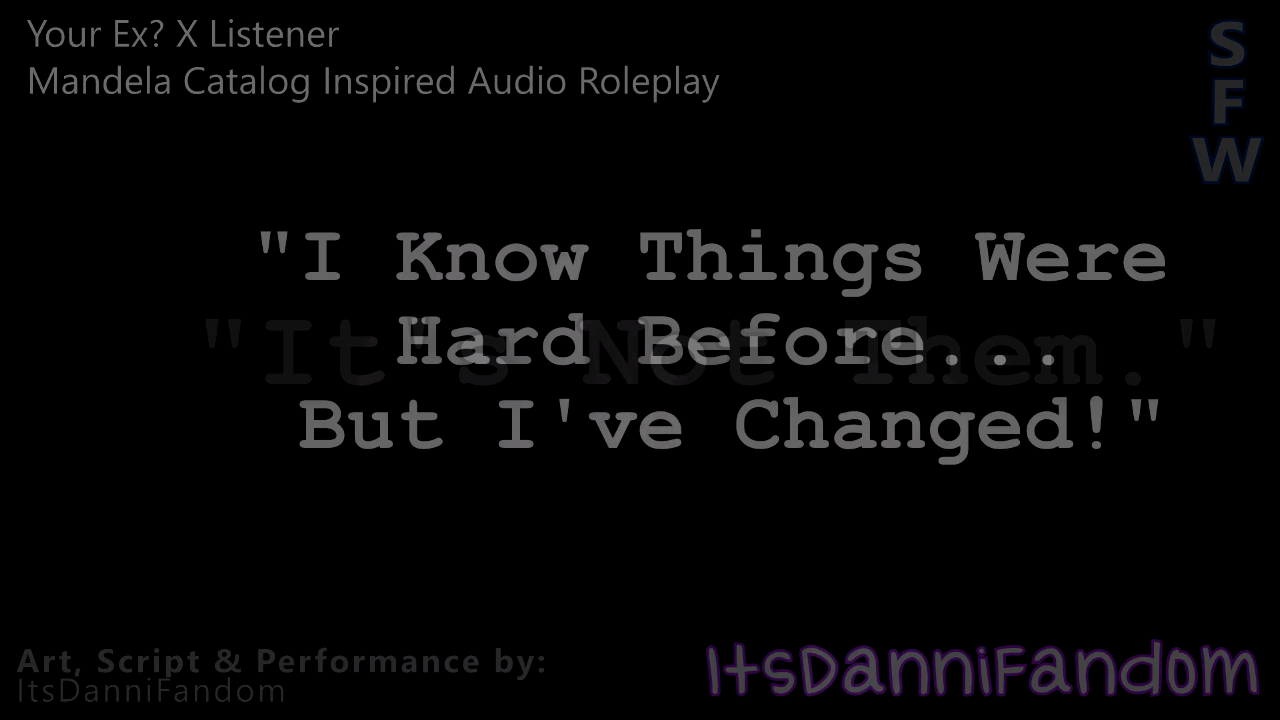 Your Ex? X Listener
Mandela Catalog Inspired Audio Roleplay
S
F
W
"I Know Things Were
Hard Before...
But I've Changed!"
"It's Not Them."
Art, Script & Performance by:
ItsDanniFandom
ItsDanniFandom